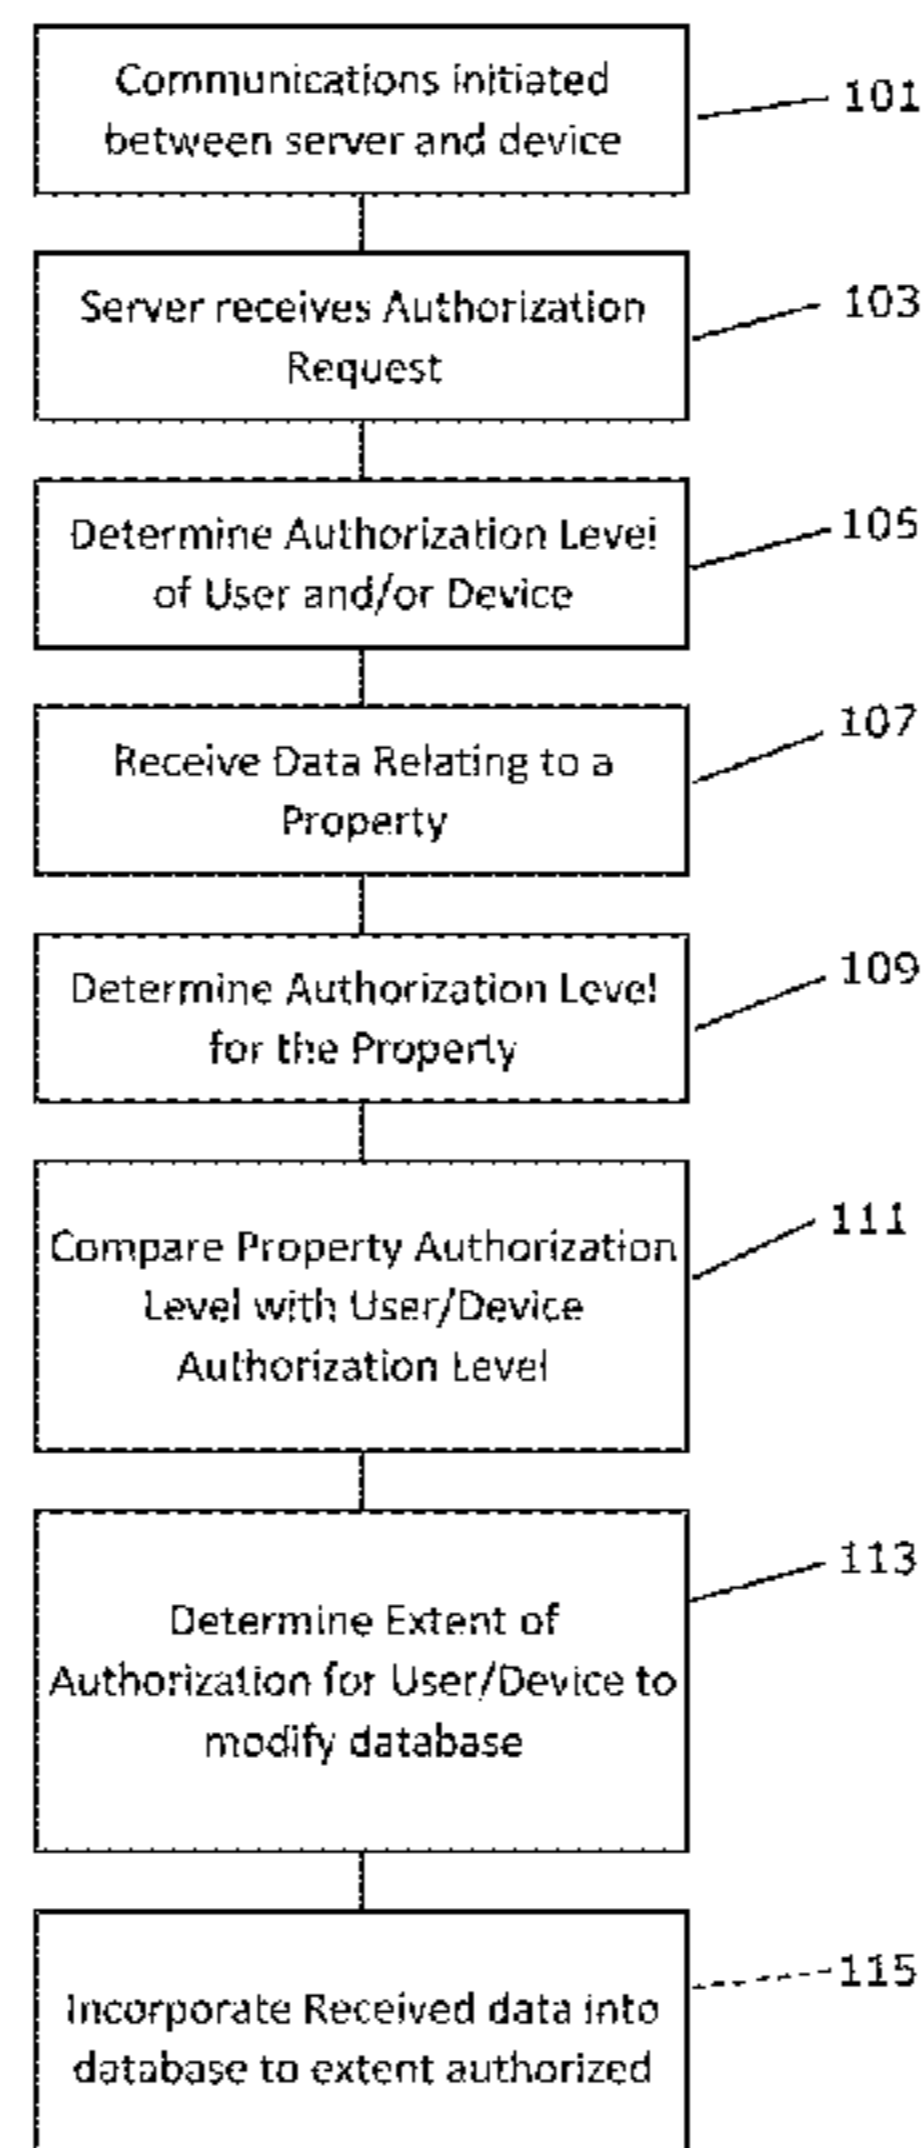 Communications initiated
between server and device
101
Server receives Authorization
Request
103
Determine Authorization Level
of User and/or Device
105
Receive Data Relating to a
Property
107
Determine Authorization Level
for the Property
109
Compare Property Authorization
Level with User/Device
Authorization Level
111
Determine Extent of
Authorization for User/Device to
modify database
113
Incorporate Received data into
database to extent authorized
115